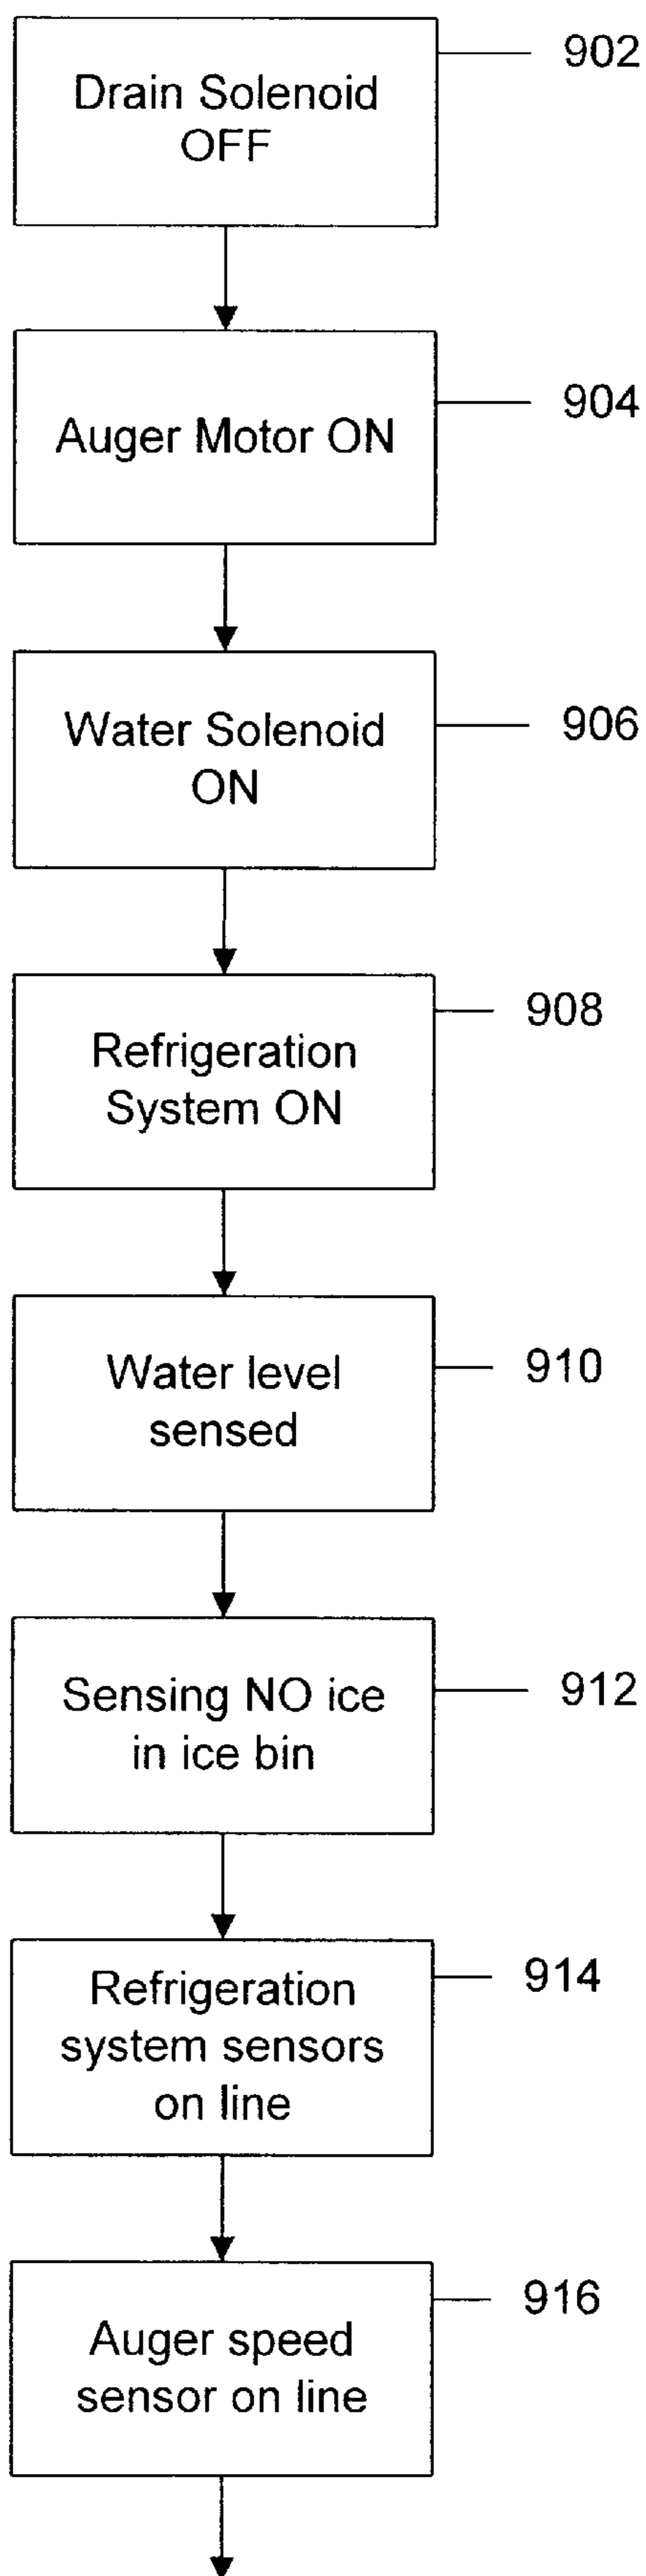 Drain Solenoid
OFF
902
Auger Motor ON
904
Water Solenoid
ON
906
Refrigeration
System ON
908
Water level
sensed
910
Sensing NO ice
in ice bin
912
Refrigeration
system sensors
on line
914
Auger speed
sensor on line
916